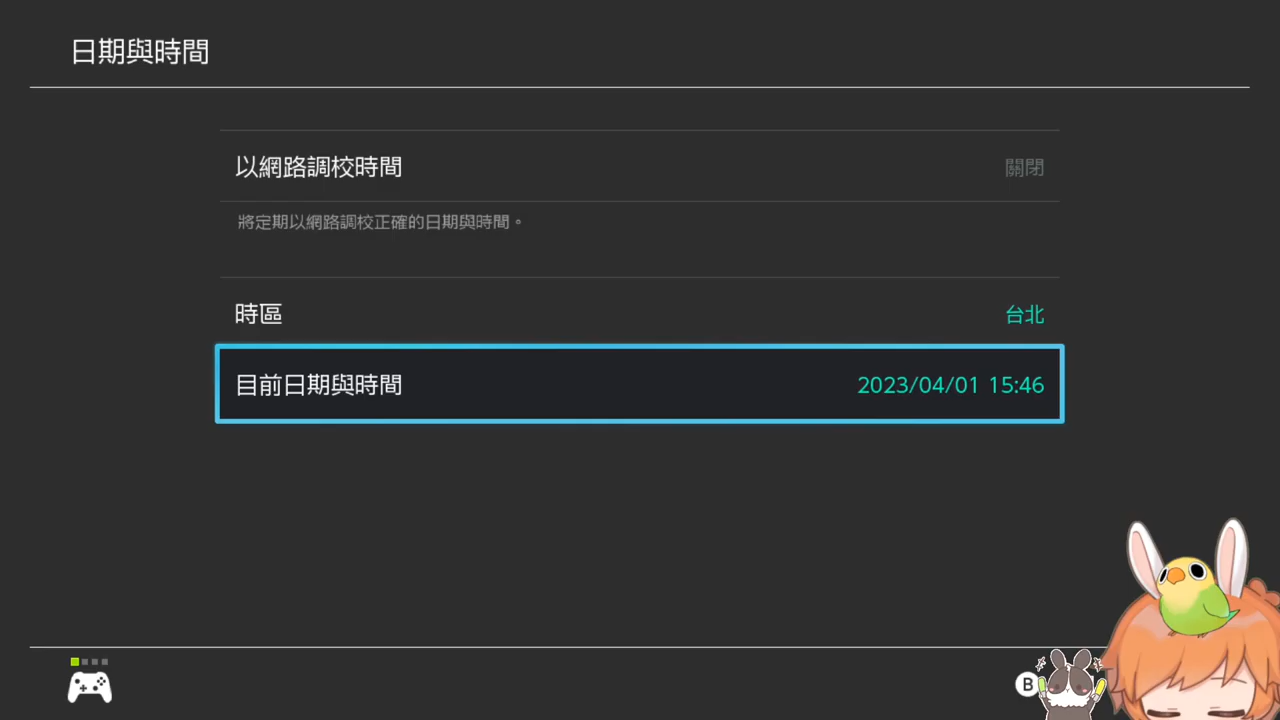 日期與時間
以網路調校時間
關閉
將定期以網路調校正確的日期與時間。
時區
台北
目前日期與時間
2023/04/01 15:46
B